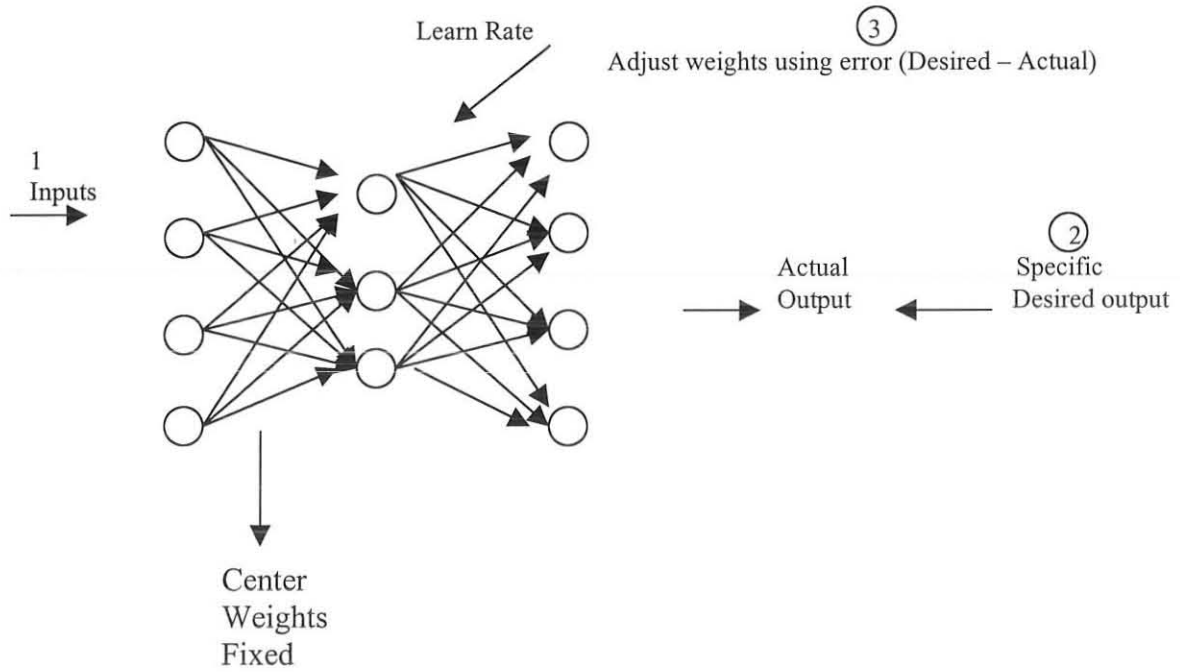 Learn Rate
3
Adjust weights using error (Desired – Actual)
1
Inputs
2
Actual
Output
Specific
Desired output
Center
Weights
Fixed